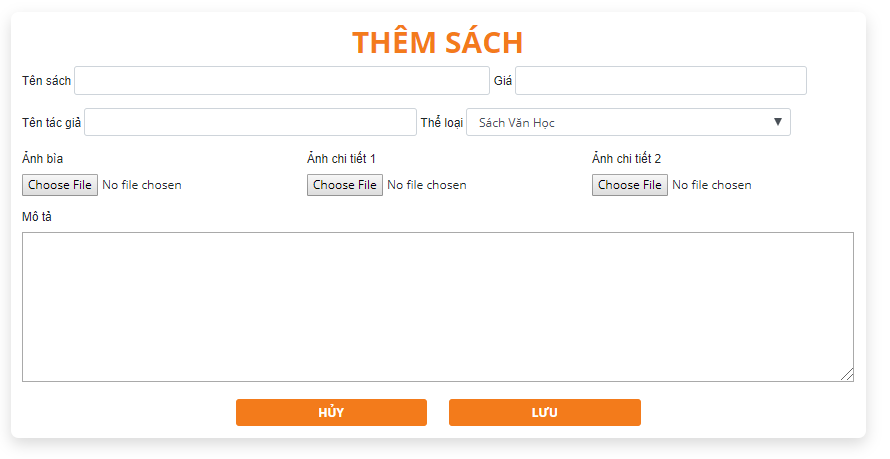 THÊM SÁCH
Tên sách Giá
Tên tác giả Thể loại Sách Văn Học
Ảnh bìa Ảnh chi tiết 1 Ảnh chi tiết 2
Choose File No file chosen Choose File No file chosen Choose File No file chosen
Mô tả
HỦY LƯU